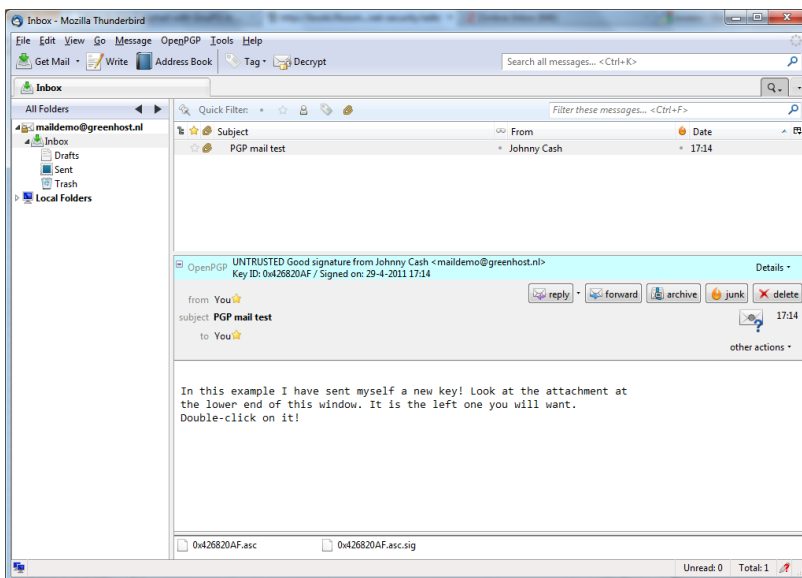 Inbox - Mozilla Thunderbird
File Edit View Go Message OpenPGP Tools Help
Get Mail Write Address Book Tag Decrypt Search all messages... <Ctrl+K>
Inbox
All Folders Quick Filter: Filter these messages... <Ctrl+F>
maildemo@greenhost.nl Subject From Date
Inbox PGP mail test Johnny Cash 17:14
Drafts
Sent
Trash
Local Folders
OpenPGP UNTRUSTED Good signature from Johnny Cash <maildemo@greenhost.nl>
Key ID: 0x426820AF / Signed on: 29-4-2011 17:14 Details
from You reply forward archive junk delete
subject PGP mail test 17:14
to You
other actions
In this example I have sent myself a new key! Look at the attachment at
the lower end of this window. It is the left one you will want.
Double-click on it!
0x426820AF.asc 0x426820AF.asc.sig
Unread: 0 Total: 1